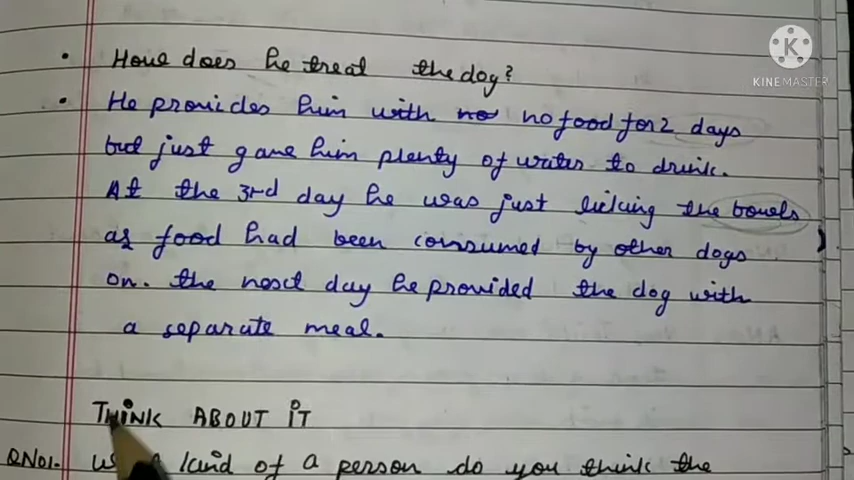 K
KINEMASTER
• How does he treat the dog?
• He provides him with no no food for 2 days
but just gave him plenty of water to drink.
At the 3rd day he was just licking the bowels
as food had been consumed by other dogs
on. the next day he provided the dog with
a separate meal.
THINK ABOUT IT
QNO1. kind of a person do you think the